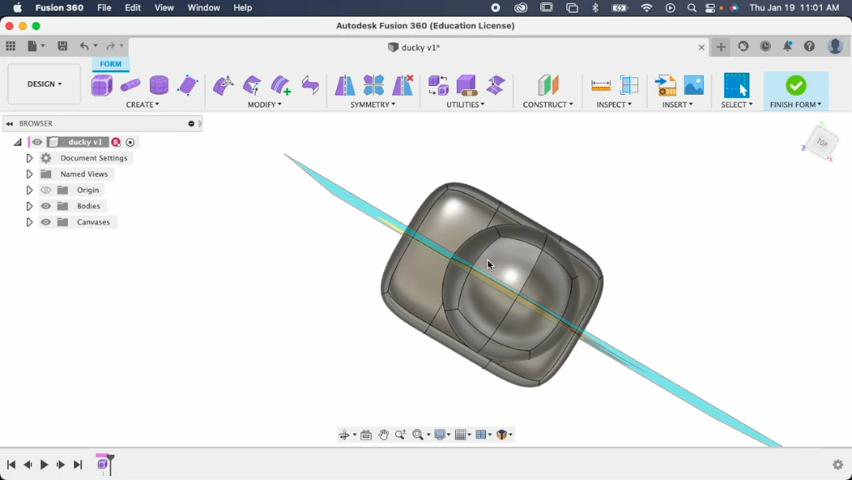 Fusion 360 File Edit View Window Help Thu Jan 19 11:01 AM
Autodesk Fusion 360 (Education License)
ducky v1*
DESIGN
FORM
CREATE MODIFY SYMMETRY UTILITIES CONSTRUCT INSPECT INSERT SELECT FINISH FORM
BROWSER
ducky v1
Document Settings
Named Views
Origin
Bodies
Canvases
TOP